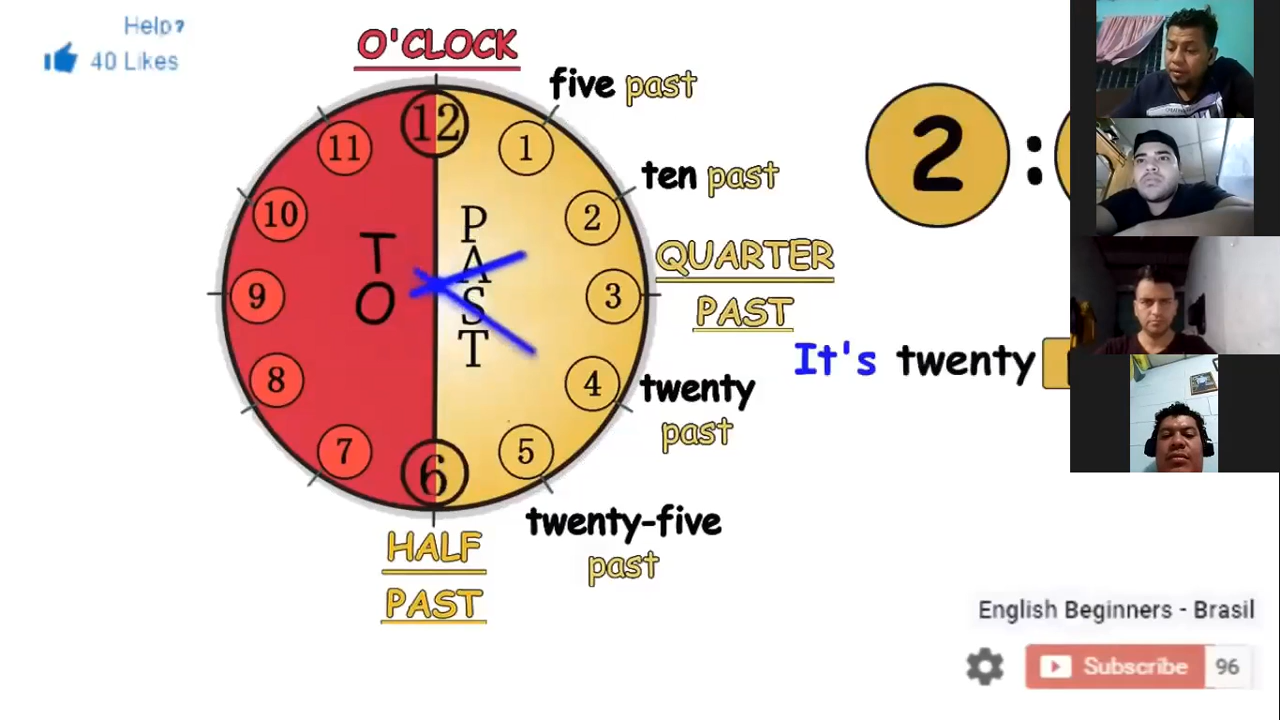 Help?
40 Likes
O'CLOCK
five past
ten past
QUARTER
PAST
twenty
past
twenty-five
past
HALF
PAST
12
1
2
3
4
5
6
7
8
9
10
11
TO
PAST
2:
It's twenty
English Beginners - Brasil
Subscribe 96